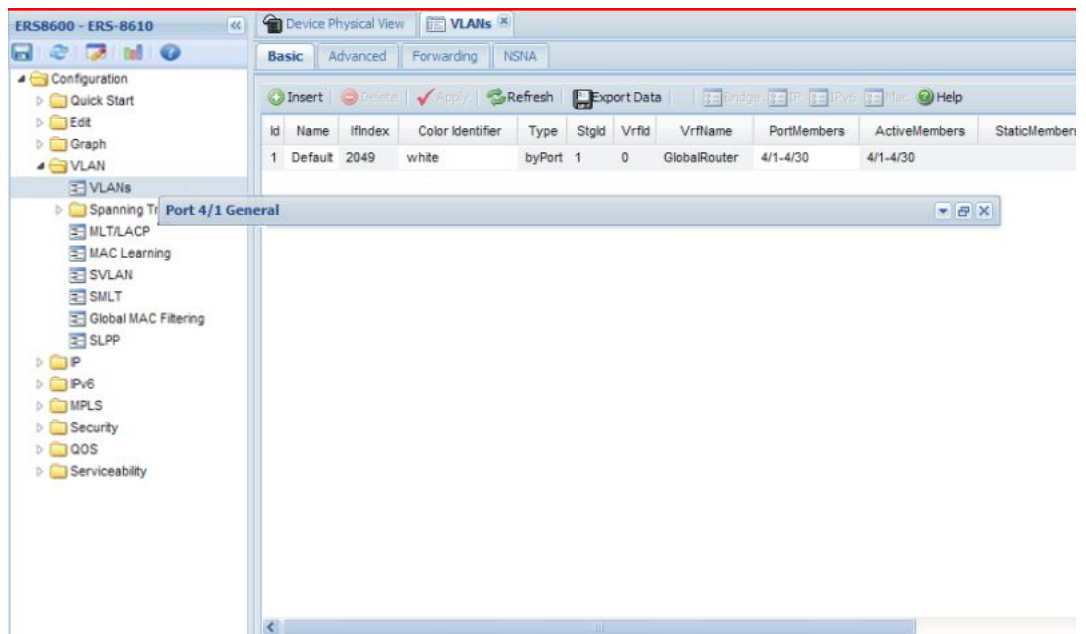 ERS8600 - ERS-8610
Device Physical View
VLANs
Basic
Advanced
Forwarding
NSNA
Configuration
Quick Start
Edit
Graph
VLAN
VLANs
Spanning Tr
MLT/LACP
MAC Learning
SVLAN
SMLT
Global MAC Filtering
SLPP
IP
IPv6
MPLS
Security
QOS
Serviceability
Insert Delete Apply Refresh Export Data Bridge IP IPv6 Mac Help
Id Name IfIndex Color Identifier Type StgId VrfId VrfName PortMembers ActiveMembers StaticMembers
1 Default 2049 white byPort 1 0 GlobalRouter 4/1-4/30 4/1-4/30
Port 4/1 General